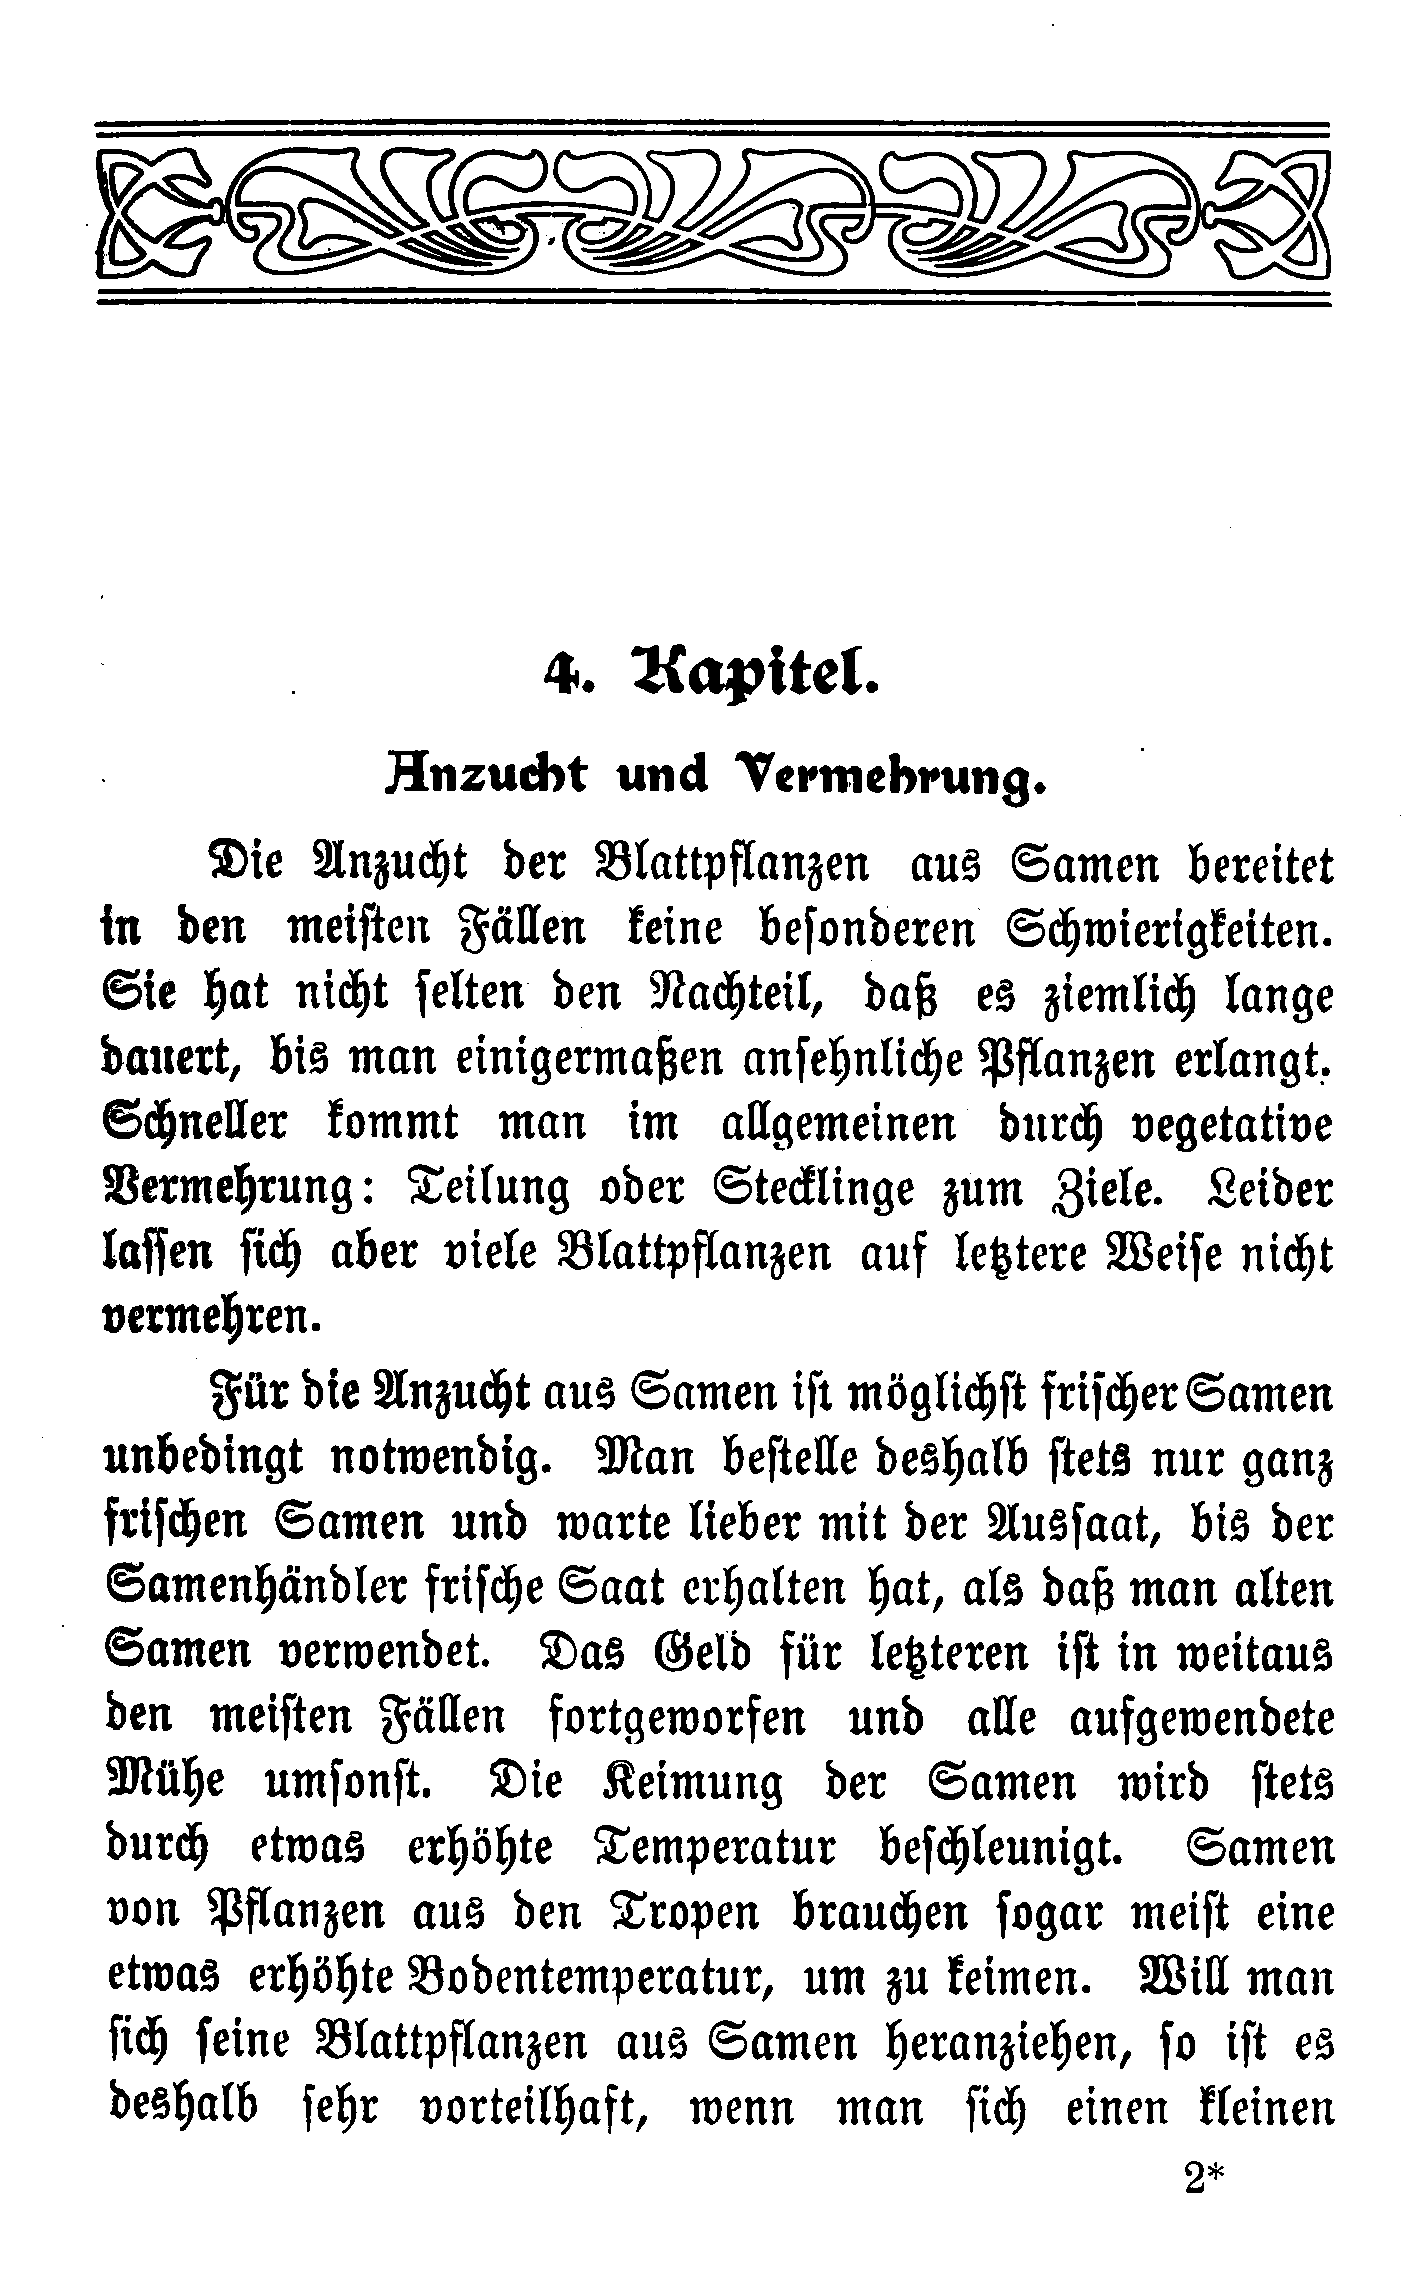 4. Kapitel.
Anzucht und Vermehrung.
Die Anzucht der Blattpflanzen aus Samen bereitet
in den meiſten Fällen keine beſonderen Schwierigkeiten.
Sie hat nicht ſelten den Nachteil, daß es ziemlich lange
dauert, bis man einigermaßen anſehnliche Pflanzen erlangt.
Schneller kommt man im allgemeinen durch vegetative
Vermehrung: Teilung oder Stecklinge zum Ziele. Leider
laſſen ſich aber viele Blattpflanzen auf letztere Weiſe nicht
vermehren.
Für die Anzucht aus Samen iſt möglichſt friſcher Samen
unbedingt notwendig. Man beſtelle deshalb ſtets nur ganz
friſchen Samen und warte lieber mit der Ausſaat, bis der
Samenhändler friſche Saat erhalten hat, als daß man alten
Samen verwendet. Das Geld für letzteren iſt in weitaus
den meiſten Fällen fortgeworfen und alle aufgewendete
Mühe umſonſt. Die Keimung der Samen wird ſtets
durch etwas erhöhte Temperatur beſchleunigt. Samen
von Pflanzen aus den Tropen brauchen ſogar meiſt eine
etwas erhöhte Bodentemperatur, um zu keimen. Will man
ſich ſeine Blattpflanzen aus Samen heranziehen, ſo iſt es
deshalb ſehr vorteilhaft, wenn man ſich einen kleinen
2*